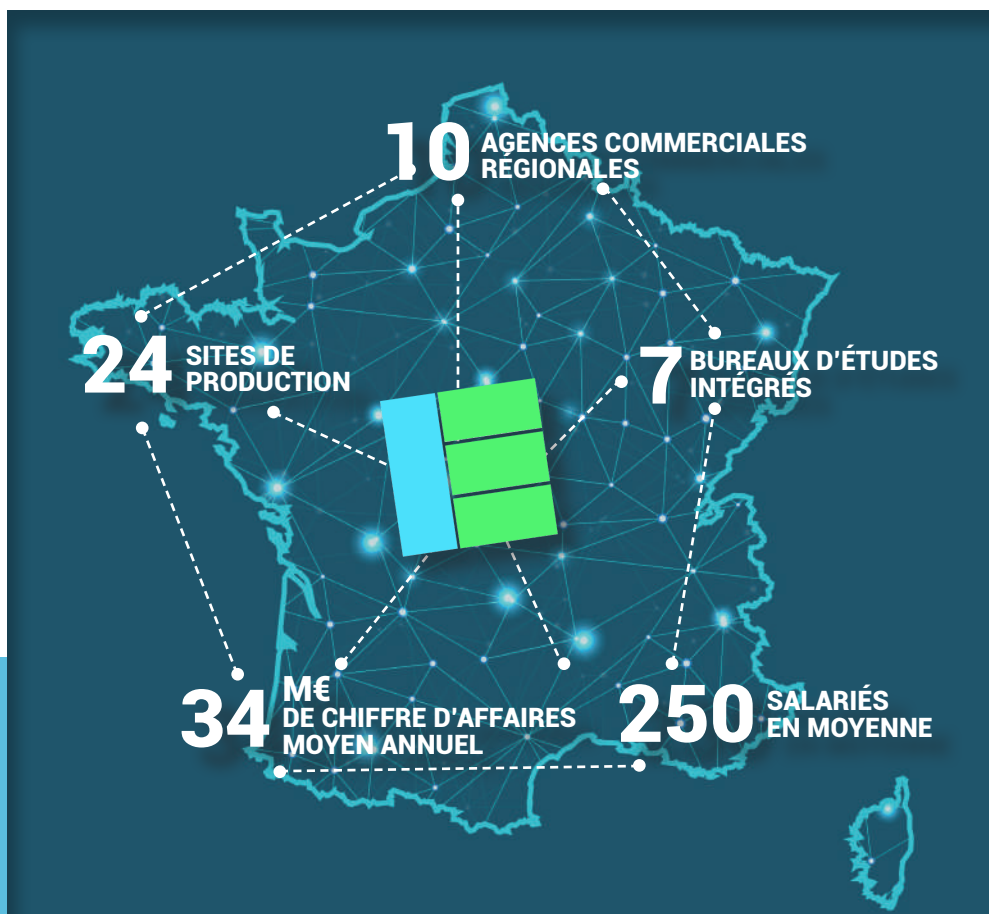 10 AGENCES COMMERCIALES
RÉGIONALES
24 SITES DE
PRODUCTION
7 BUREAUX D'ÉTUDES
INTÉGRÉS
34 M€
DE CHIFFRE D'AFFAIRES
MOYEN ANNUEL
250 SALARIÉS
EN MOYENNE